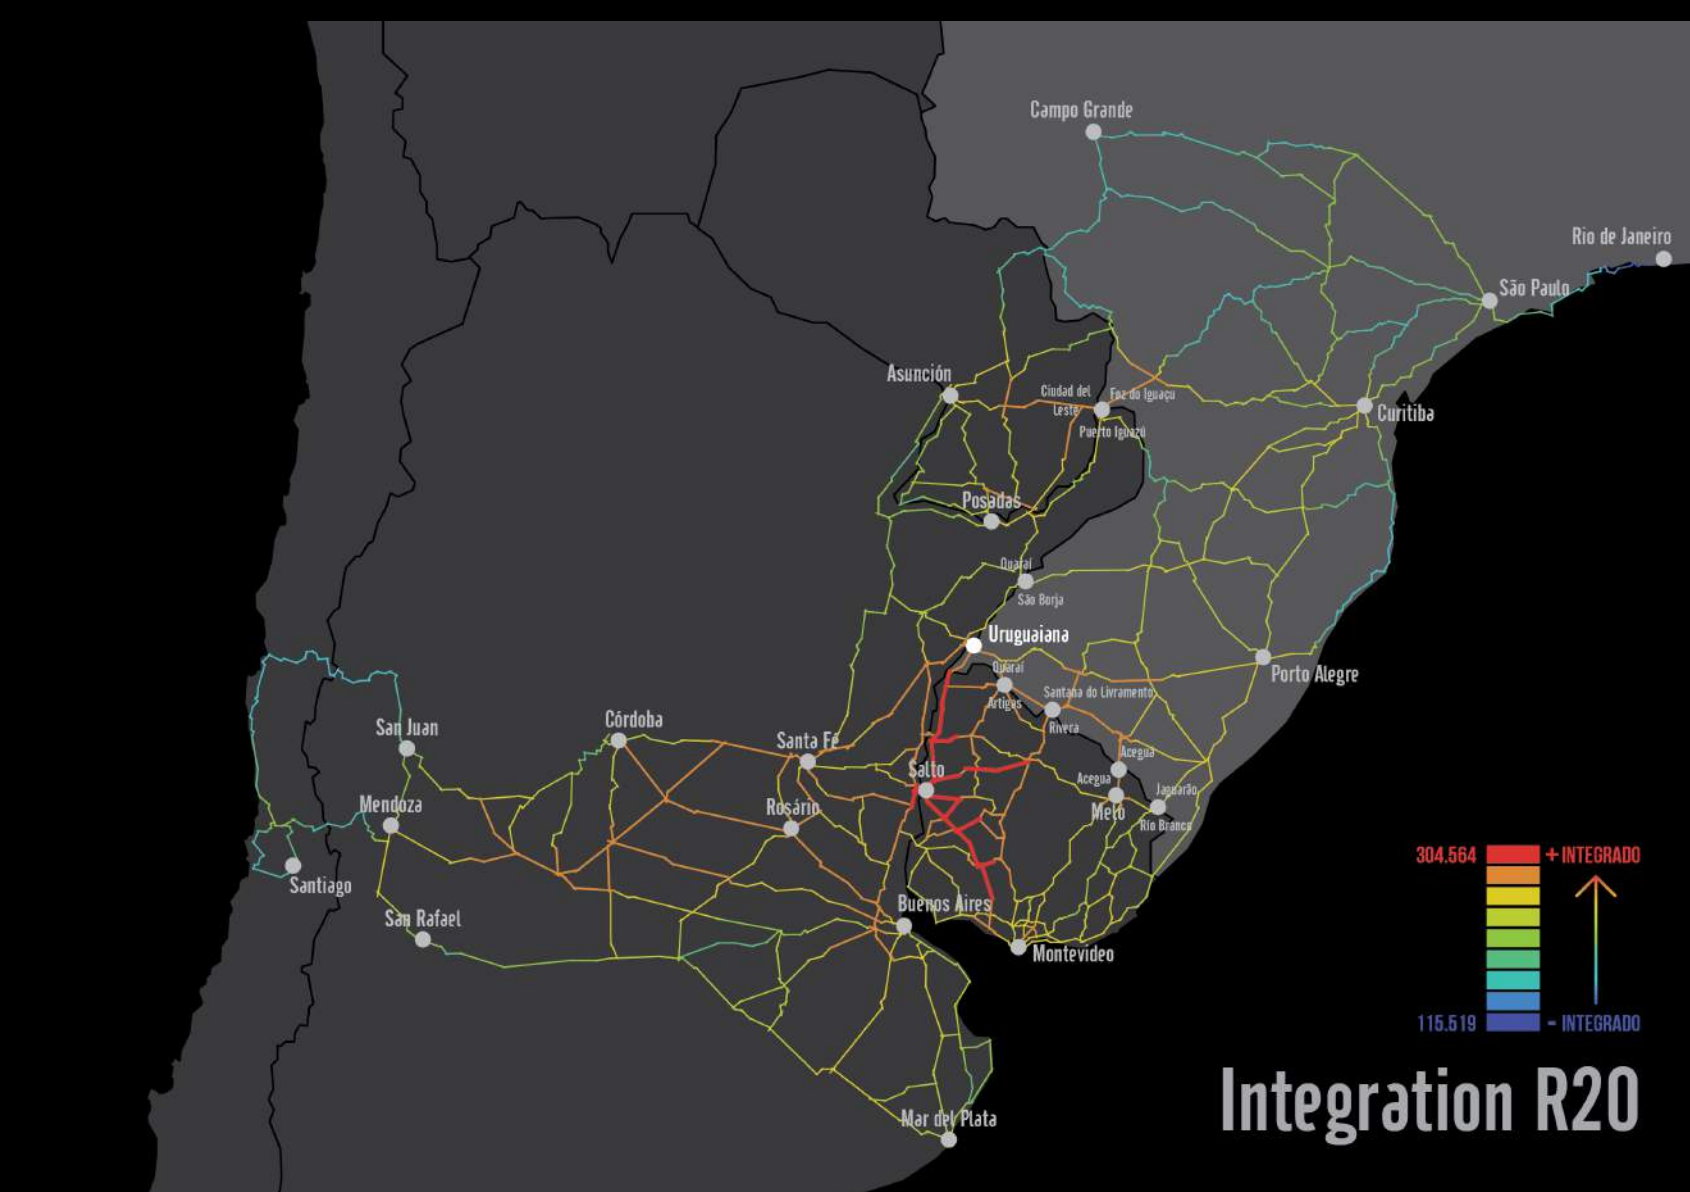 Campo Grande
Rio de Janeiro
São Paulo
Asunción
Ciudad del
Leste
Foz do Iguaçu
Curitiba
Puerto Iguazú
Posadas
Quaraí
São Borja
Uruguaiana
Quaraí
Porto Alegre
Artigas
Santana do Livramento
Rivera
San Juan
Córdoba
Santa Fé
Acegua
Salto
Acegua
Jaguarão
Mendoza
Rosário
Melo
Rio Branco
Santiago
San Rafael
Buenos Aires
Montevideo
Mar del Plata
304.564 + INTEGRADO
115.519 - INTEGRADO
Integration R20